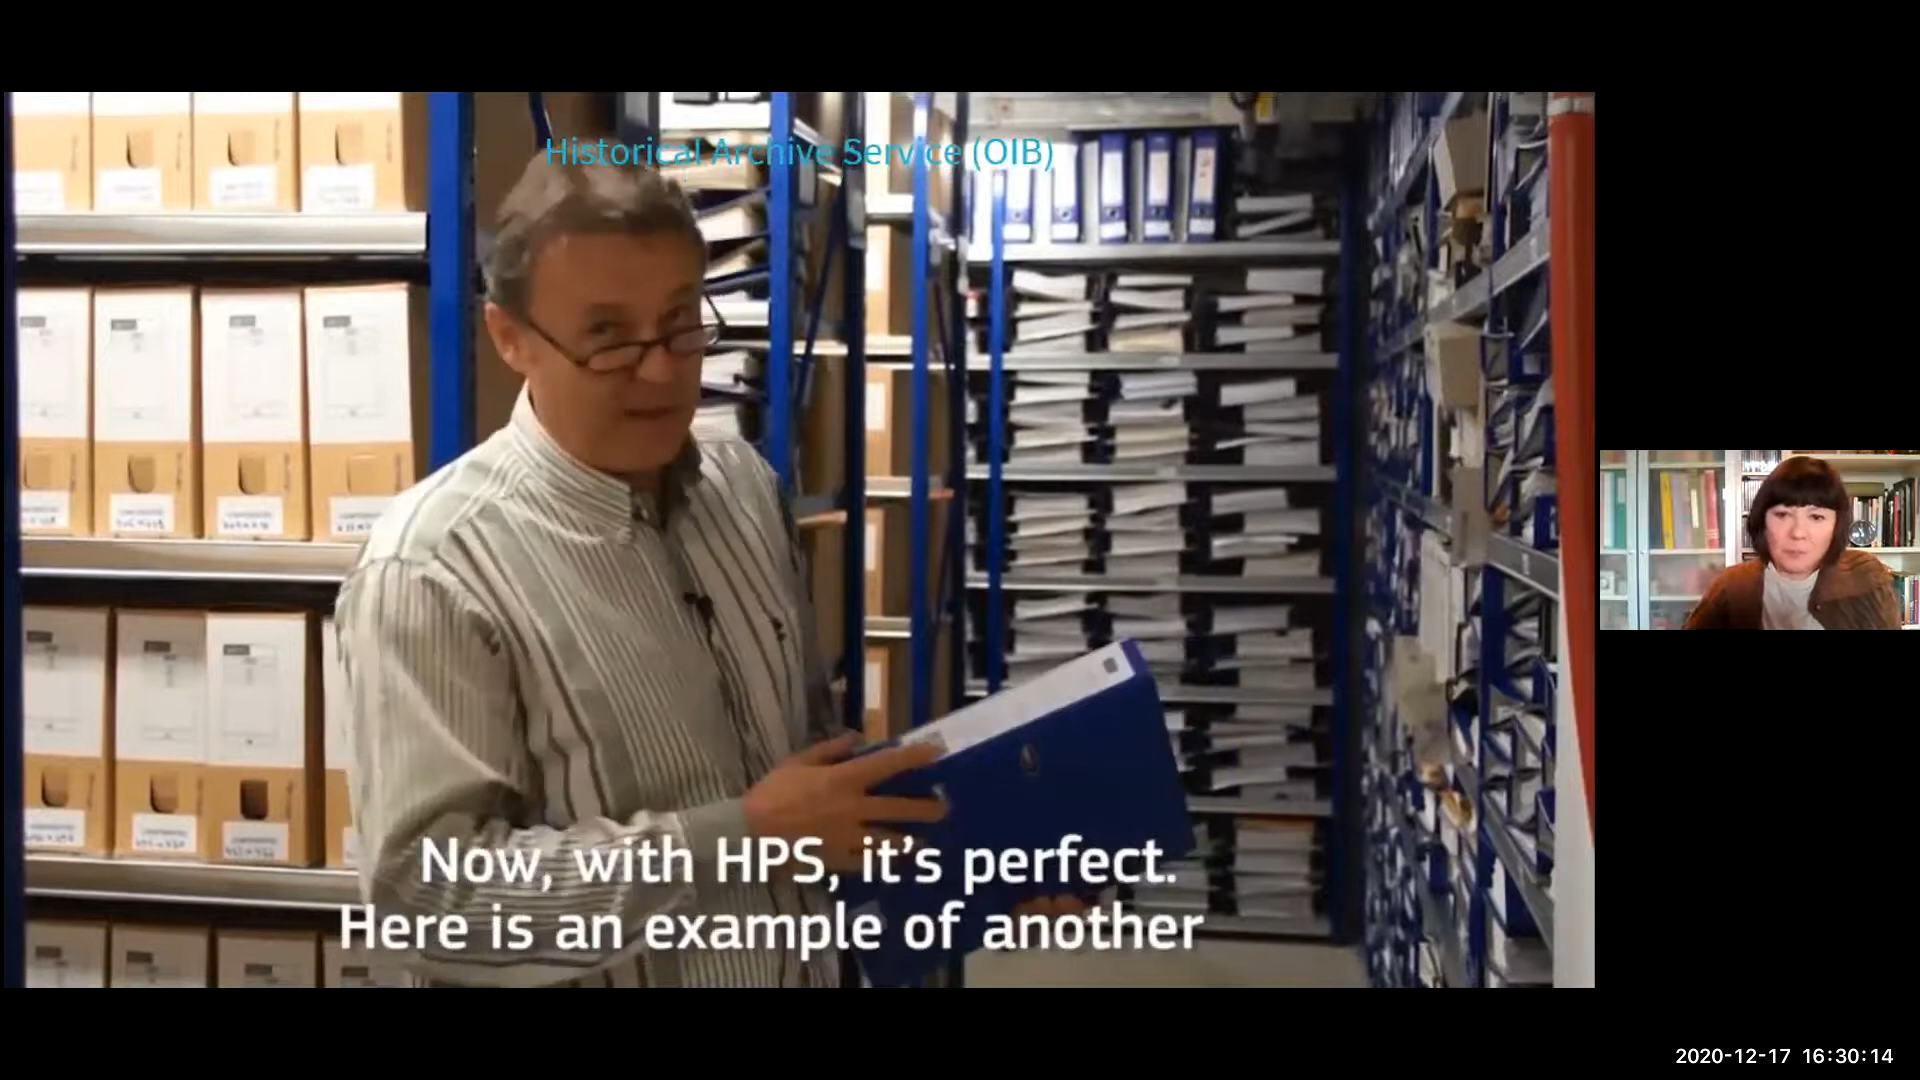 Historical Archive Service (OIB)
Now, with HPS, it's perfect.
Here is an example of another
2020-12-17 16:30:14